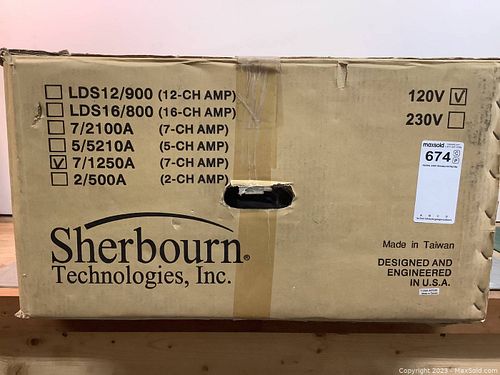 LDS12/900 (12-CH AMP)
LDS16/800 (16-CH AMP)
7/2100A (7-CH AMP)
5/5210A (5-CH AMP)
7/1250A (7-CH AMP)
2/500A (2-CH AMP)
120V
230V
maxsold
674
Sherbourn®
Technologies, Inc.
Made in Taiwan
DESIGNED AND
ENGINEERED
IN U.S.A.
Copyright 2023 - MaxSold.com